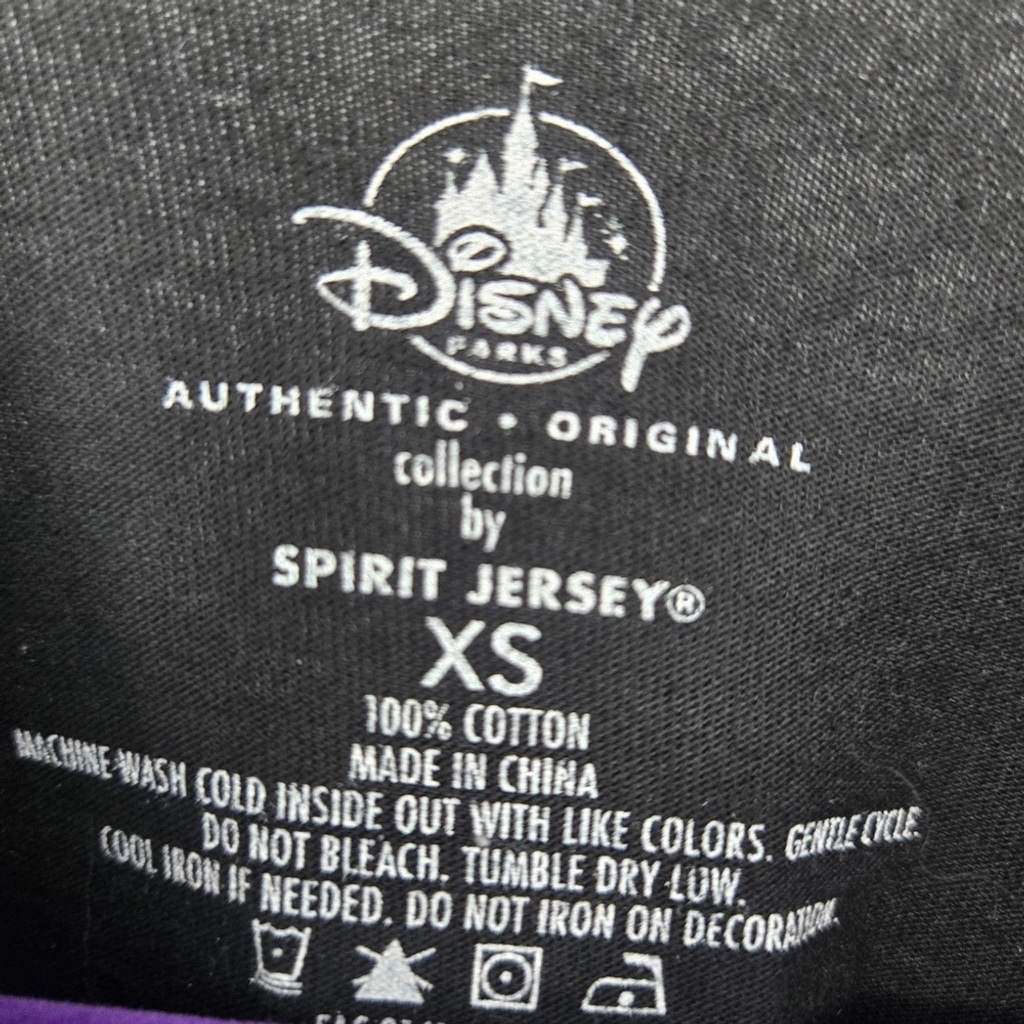 Disney
PARKS
AUTHENTIC • ORIGINAL
collection
by
SPIRIT JERSEY®
XS
100% COTTON
MADE IN CHINA
MACHINE WASH COLD INSIDE OUT WITH LIKE COLORS. GENTLE CYCLE.
DO NOT BLEACH. TUMBLE DRY LOW.
COOL IRON IF NEEDED. DO NOT IRON ON DECORATION.